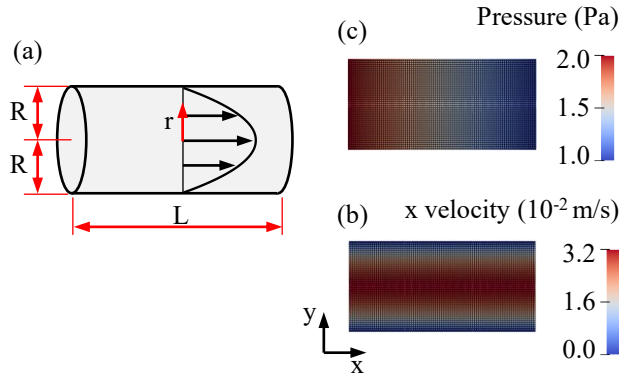 (a)
R
R
r
L
(c)
Pressure (Pa)
2.0
1.5
1.0
(b)
x velocity (10⁻² m/s)
3.2
1.6
0.0
y
x